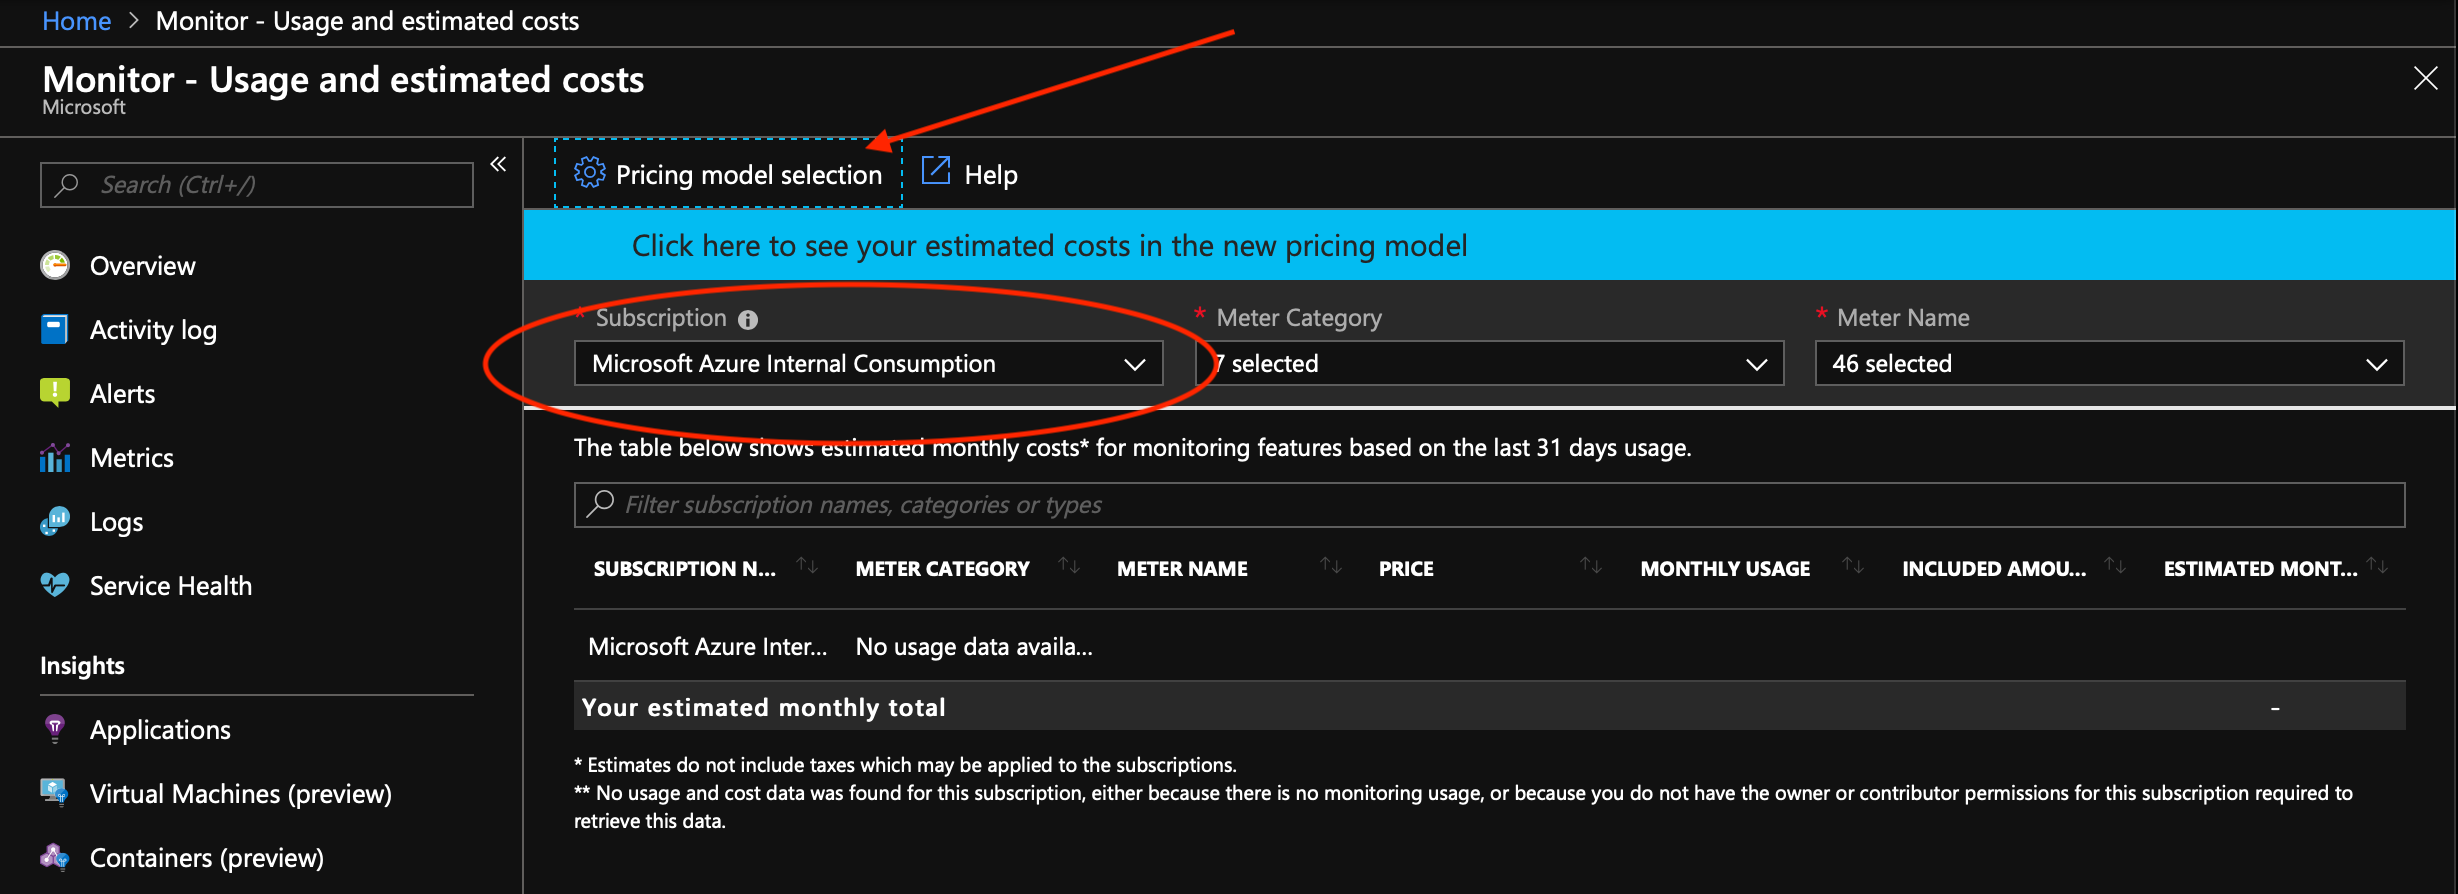 Home > Monitor - Usage and estimated costs
Monitor - Usage and estimated costs
Microsoft
Search (Ctrl+/)
Overview
Activity log
Alerts
Metrics
Logs
Service Health
Insights
Applications
Virtual Machines (preview)
Containers (preview)
Pricing model selection
Help
Click here to see your estimated costs in the new pricing model
* Subscription
Microsoft Azure Internal Consumption
* Meter Category
7 selected
* Meter Name
46 selected
The table below shows estimated monthly costs* for monitoring features based on the last 31 days usage.
Filter subscription names, categories or types
SUBSCRIPTION N... METER CATEGORY METER NAME PRICE MONTHLY USAGE INCLUDED AMOU... ESTIMATED MONT...
Microsoft Azure Inter... No usage data availa...
Your estimated monthly total -
* Estimates do not include taxes which may be applied to the subscriptions.
** No usage and cost data was found for this subscription, either because there is no monitoring usage, or because you do not have the owner or contributor permissions for this subscription required to
retrieve this data.